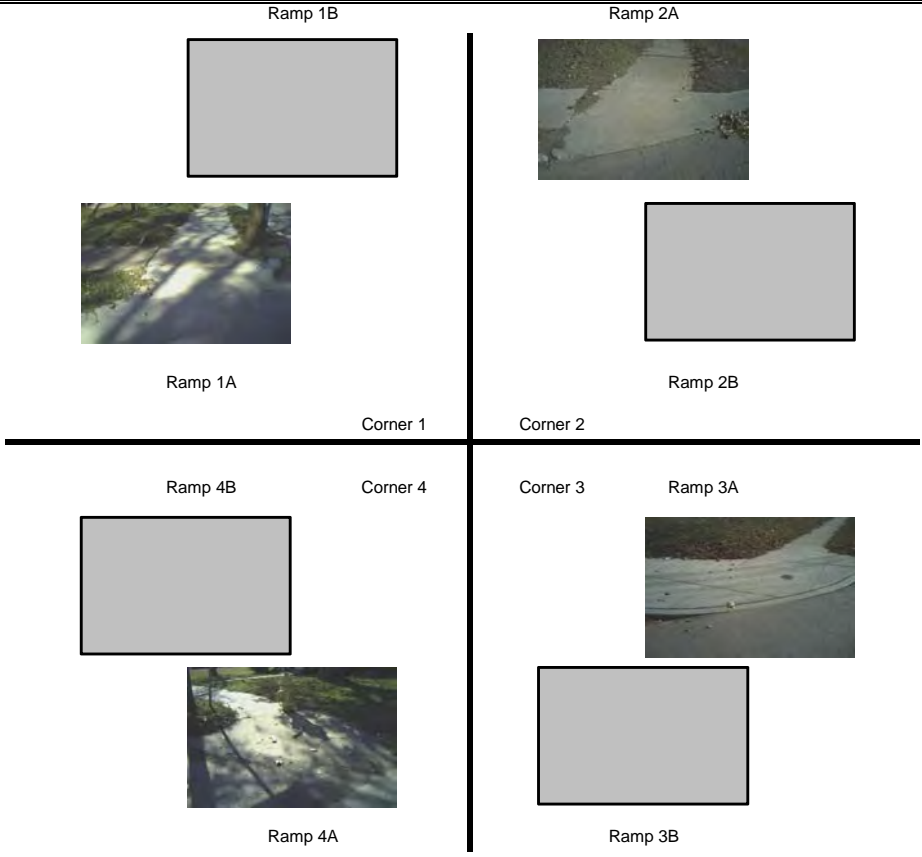 Ramp 1B Ramp 2A
Ramp 1A Ramp 2B
Corner 1 Corner 2
Ramp 4B Corner 4 Corner 3 Ramp 3A
Ramp 4A Ramp 3B